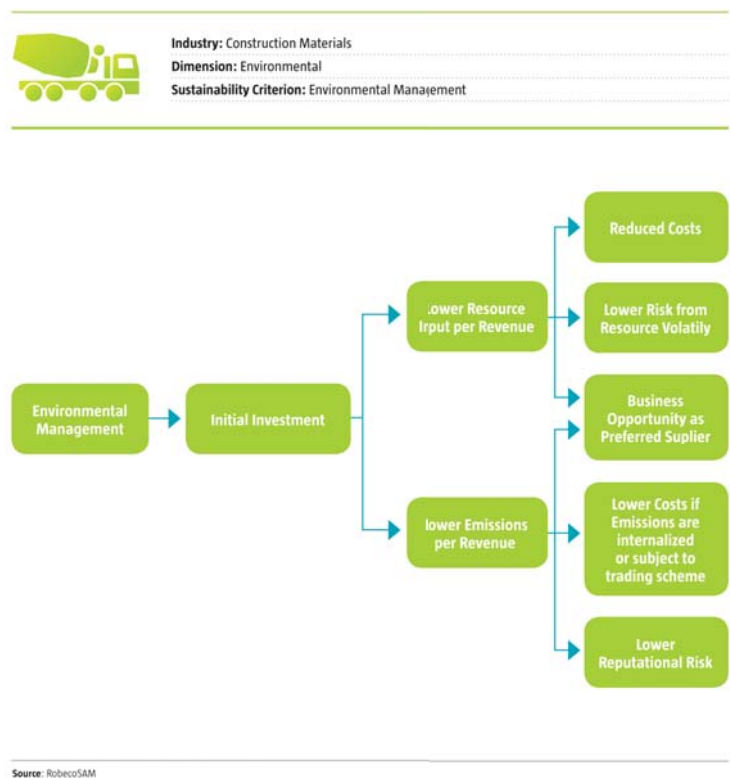 Industry: Construction Materials
Dimension: Environmental
Sustainability Criterion: Environmental Management
Reduced Costs
Lower Resource
Input per Revenue
Lower Risk from
Resource Volatily
Environmental
Management
Initial Investment
Business
Opportunity as
Preferred Suplier
lower Emissions
per Revenue
Lower Costs if
Emissions are
internalized
or subject to
trading scheme
Lower
Reputational Risk
Source: RobecoSAM